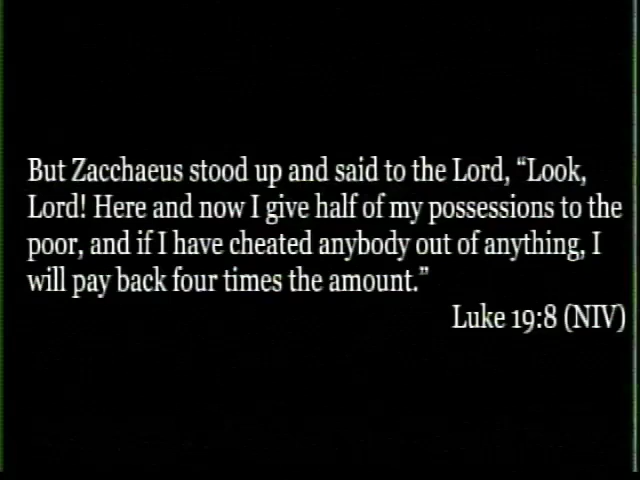 But Zacchaeus stood up and said to the Lord, “Look,
Lord! Here and now I give half of my possessions to the
poor, and if I have cheated anybody out of anything, I
will pay back four times the amount.”
Luke 19:8 (NIV)